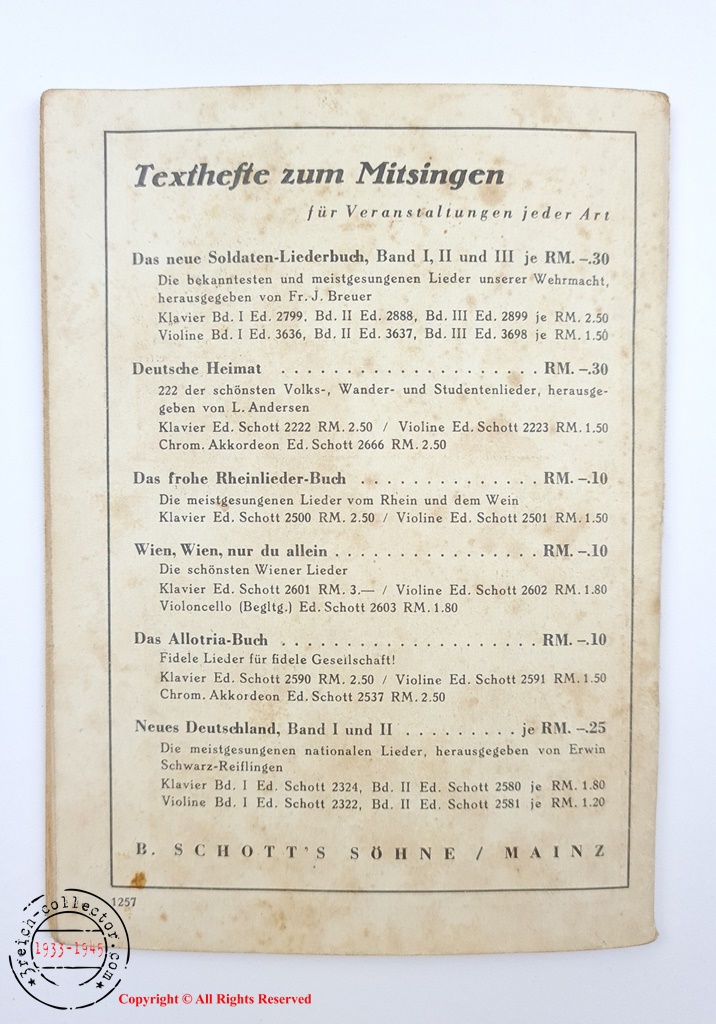 Texthefte zum Mitsingen
für Veranstaltungen jeder Art
Das neue Soldaten-Liederbuch, Band I, II und III je RM. -.30
Die bekanntesten und meistgesungenen Lieder unserer Wehrmacht,
herausgegeben von Fr. J. Breuer
Klavier Bd. I Ed. 2799, Bd. II Ed. 2888, Bd. III Ed. 2899 je RM. 2.50
Violine Bd. I Ed. 3636, Bd. II Ed. 3637, Bd. III Ed. 3698 je RM. 1.50
Deutsche Heimat . . . . . . . . . . . . . . . . . . . . RM. -.30
222 der schönsten Volks-, Wander- und Studentenlieder, herausge-
geben von L. Andersen
Klavier Ed. Schott 2222 RM. 2.50 / Violine Ed. Schott 2223 RM. 1.50
Chrom. Akkordeon Ed. Schott 2666 RM. 2.50
Das frohe Rheinlieder-Buch . . . . . . . . . . . . . . RM. -.10
Die meistgesungenen Lieder vom Rhein und dem Wein
Klavier Ed. Schott 2500 RM. 2.50 / Violine Ed. Schott 2501 RM. 1.50
Wien, Wien, nur du allein . . . . . . . . . . . . . . . . RM. -.10
Die schönsten Wiener Lieder
Klavier Ed. Schott 2601 RM. 3.— / Violine Ed. Schott 2602 RM. 1.80
Violoncello (Begltg.) Ed. Schott 2603 RM. 1.80
Das Allotria-Buch . . . . . . . . . . . . . . . . . . . . RM. -.10
Fidele Lieder für fidele Gesellschaft!
Klavier Ed. Schott 2590 RM. 2.50 / Violine Ed. Schott 2591 RM. 1.50
Chrom. Akkordeon Ed. Schott 2537 RM. 2.50
Neues Deutschland, Band I und II . . . . . . . . . je RM. -.25
Die meistgesungenen nationalen Lieder, herausgegeben von Erwin
Schwarz-Reiflingen
Klavier Bd. I Ed. Schott 2324, Bd. II Ed. Schott 2580 je RM. 1.80
Violine Bd. I Ed. Schott 2322, Bd. II Ed. Schott 2581 je RM. 1.20
B. SCHOTT'S SÖHNE / MAINZ
1257
3reich-collector.com
1933-1945
Copyright © All Rights Reserved